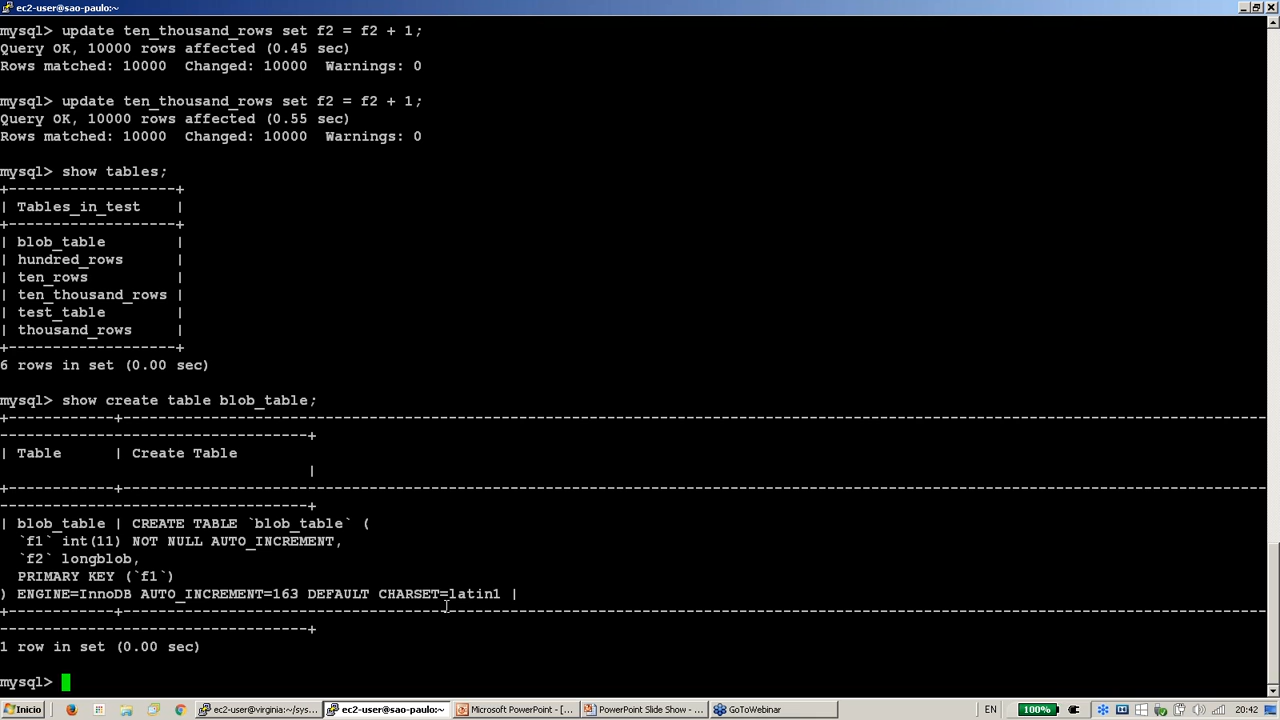 ec2-user@sao-paulo:~
mysql> update ten_thousand_rows set f2 = f2 + 1;
Query OK, 10000 rows affected (0.45 sec)
Rows matched: 10000  Changed: 10000  Warnings: 0
mysql> update ten_thousand_rows set f2 = f2 + 1;
Query OK, 10000 rows affected (0.55 sec)
Rows matched: 10000  Changed: 10000  Warnings: 0
mysql> show tables;
+-------------------+
| Tables_in_test    |
+-------------------+
| blob_table        |
| hundred_rows      |
| ten_rows          |
| ten_thousand_rows |
| test_table        |
| thousand_rows     |
+-------------------+
6 rows in set (0.00 sec)
mysql> show create table blob_table;
+------------+-----------------------------------------------------------------------------------------------------------------------------------
-----------------------------------+
| Table      | Create Table
                                   |
+------------+-----------------------------------------------------------------------------------------------------------------------------------
-----------------------------------+
| blob_table | CREATE TABLE `blob_table` (
  `f1` int(11) NOT NULL AUTO_INCREMENT,
  `f2` longblob,
  PRIMARY KEY (`f1`)
) ENGINE=InnoDB AUTO_INCREMENT=163 DEFAULT CHARSET=latin1 |
+------------+-----------------------------------------------------------------------------------------------------------------------------------
-----------------------------------+
1 row in set (0.00 sec)
mysql>
Inicio
ec2-user@virginia:~/sys...
ec2-user@sao-paulo:~
Microsoft PowerPoint - [...
PowerPoint Slide Show - ...
GoToWebinar
EN
100%
20:42